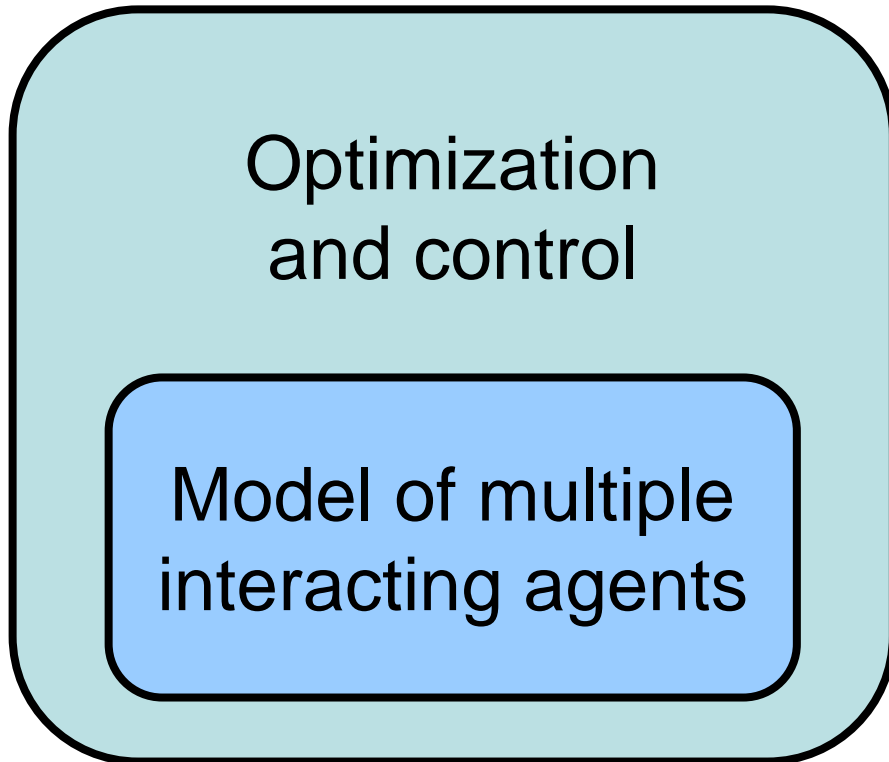 Optimization
and control
Model of multiple
interacting agents